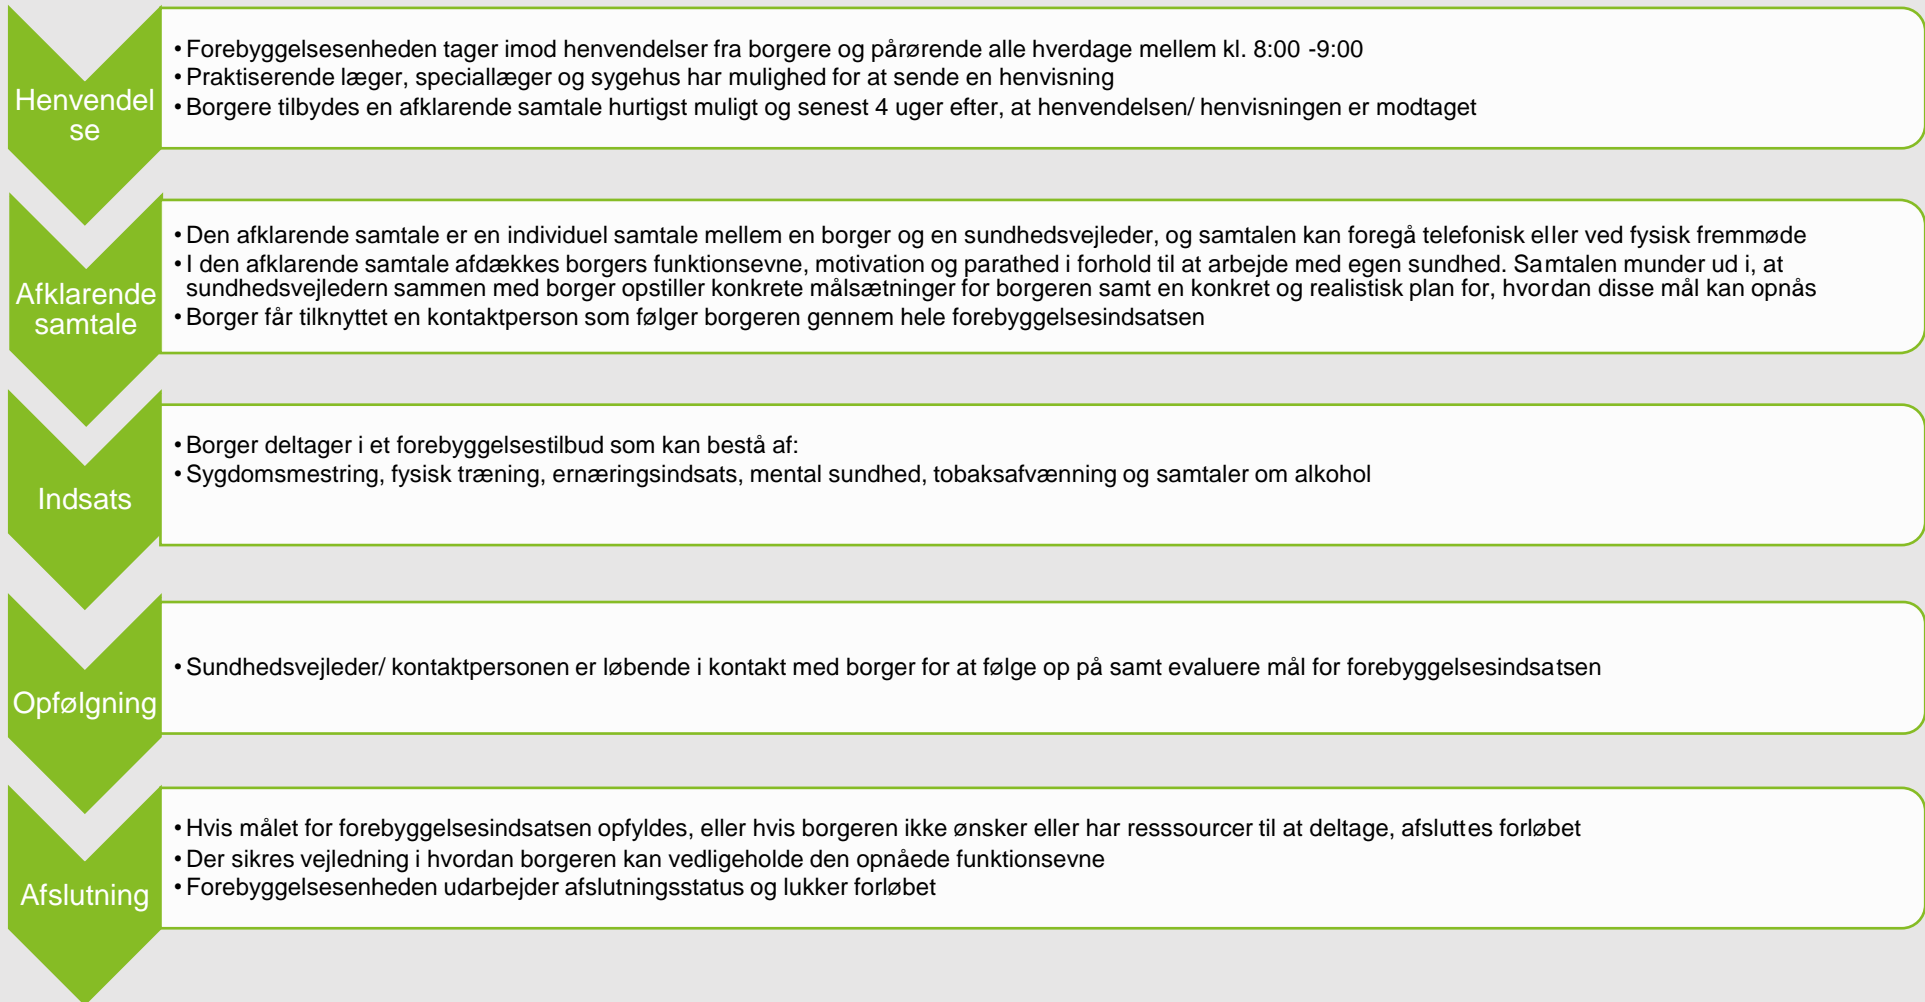 Henvendel
se
• Forebyggelsesenheden tager imod henvendelser fra borgere og pårørende alle hverdage mellem kl. 8:00 -9:00
• Praktiserende læger, speciallæger og sygehus har mulighed for at sende en henvisning
• Borgere tilbydes en afklarende samtale hurtigst muligt og senest 4 uger efter, at henvendelsen/ henvisningen er modtaget
Afklarende
samtale
• Den afklarende samtale er en individuel samtale mellem en borger og en sundhedsvejleder, og samtalen kan foregå telefonisk eller ved fysisk fremmøde
• I den afklarende samtale afdækkes borgers funktionsevne, motivation og parathed i forhold til at arbejde med egen sundhed. Samtalen munder ud i, at
sundhedsvejledern sammen med borger opstiller konkrete målsætninger for borgeren samt en konkret og realistisk plan for, hvordan disse mål kan opnås
• Borger får tilknyttet en kontaktperson som følger borgeren gennem hele forebyggelsesindsatsen
Indsats
• Borger deltager i et forebyggelsestilbud som kan bestå af:
• Sygdomsmestring, fysisk træning, ernæringsindsats, mental sundhed, tobaksafvænning og samtaler om alkohol
Opfølgning
• Sundhedsvejleder/ kontaktpersonen er løbende i kontakt med borger for at følge op på samt evaluere mål for forebyggelsesindsatsen
Afslutning
• Hvis målet for forebyggelsesindsatsen opfyldes, eller hvis borgeren ikke ønsker eller har resssourcer til at deltage, afsluttes forløbet
• Der sikres vejledning i hvordan borgeren kan vedligeholde den opnåede funktionsevne
• Forebyggelsesenheden udarbejder afslutningsstatus og lukker forløbet